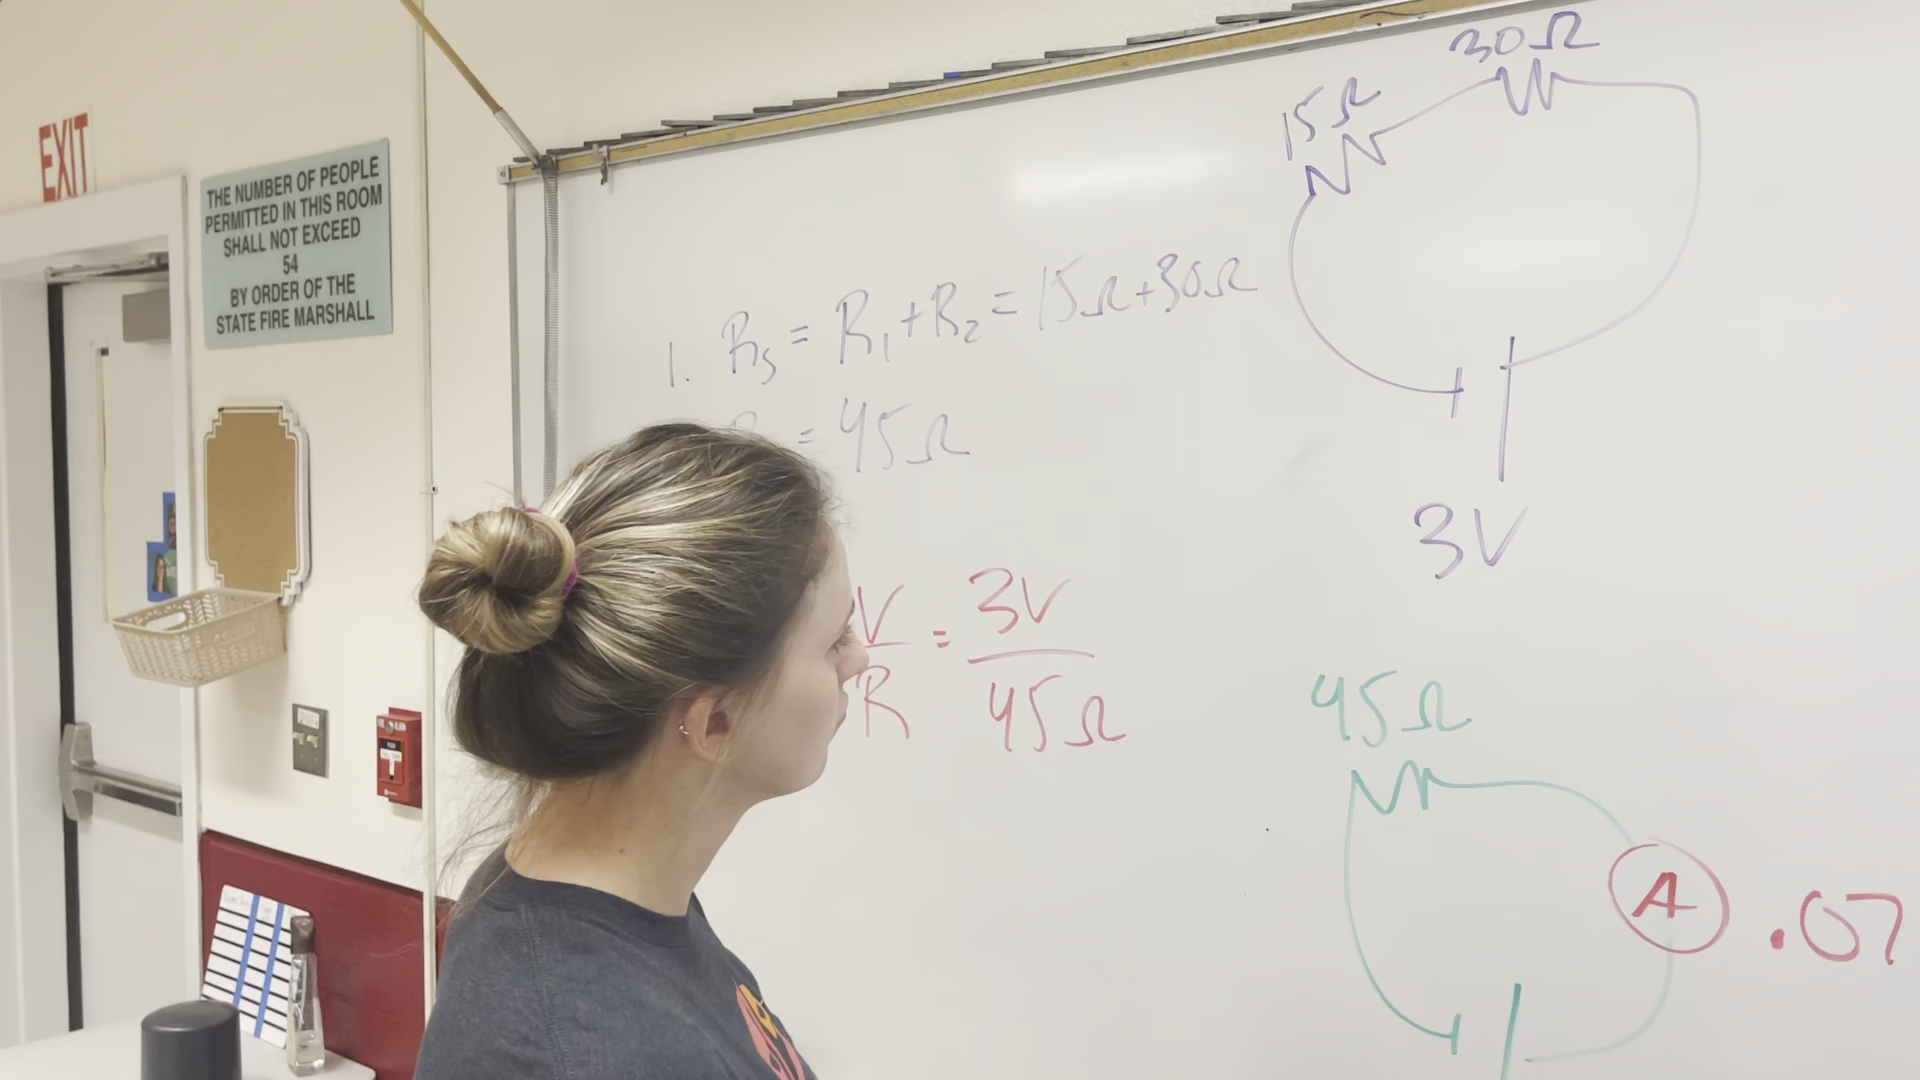 EXIT
THE NUMBER OF PEOPLE
PERMITTED IN THIS ROOM
SHALL NOT EXCEED
54
BY ORDER OF THE
STATE FIRE MARSHALL
30Ω
15Ω
1. Rs = R₁+R₂ = 15Ω+30Ω
= 45Ω
3V
V/R = 3V/45Ω
45Ω
A .07